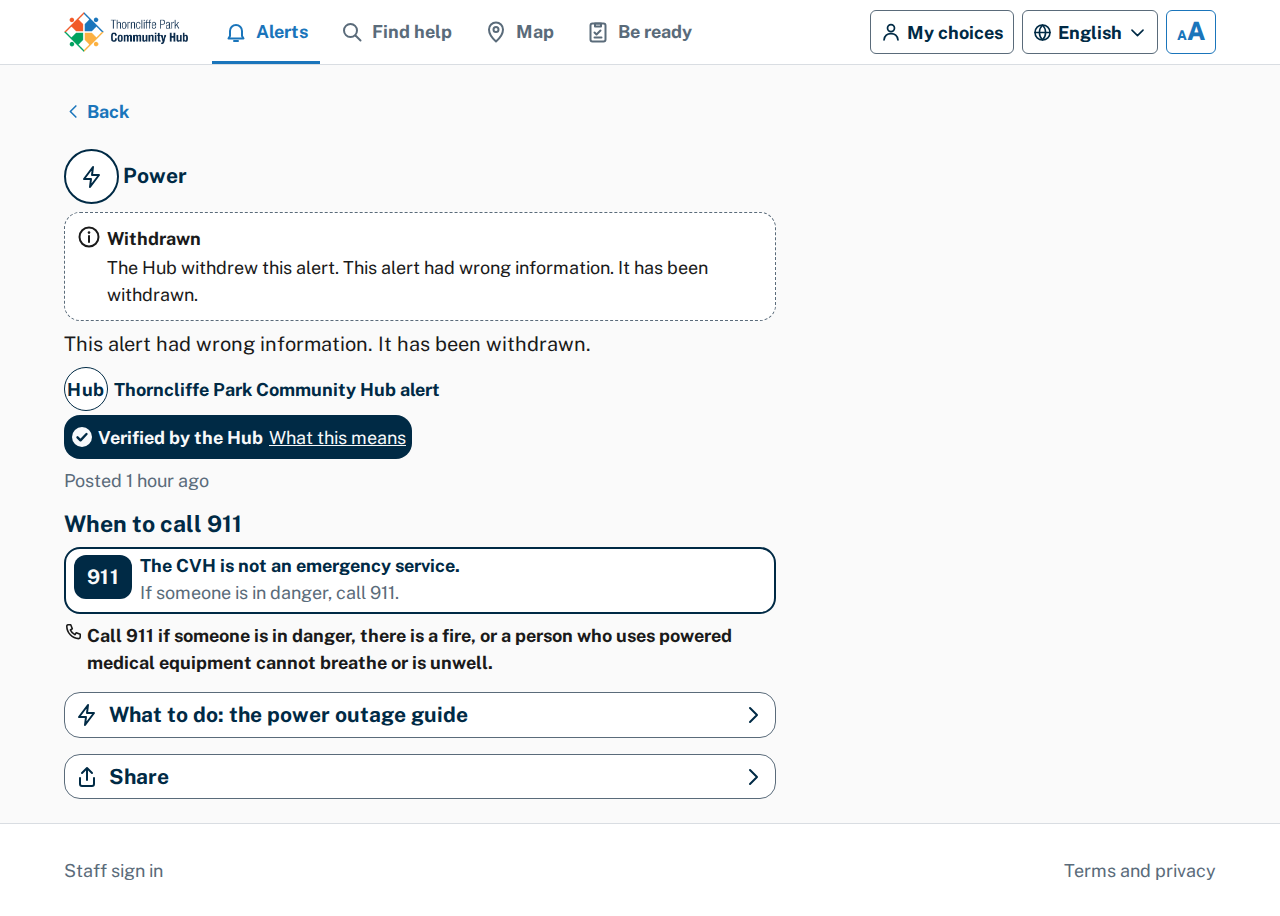 Thorncliffe Park
Community Hub
Alerts
Find help
Map
Be ready
My choices
English
AA
Back
Power
Withdrawn
The Hub withdrew this alert. This alert had wrong information. It has been
withdrawn.
This alert had wrong information. It has been withdrawn.
Hub Thorncliffe Park Community Hub alert
Verified by the Hub What this means
Posted 1 hour ago
When to call 911
911
The CVH is not an emergency service.
If someone is in danger, call 911.
Call 911 if someone is in danger, there is a fire, or a person who uses powered
medical equipment cannot breathe or is unwell.
What to do: the power outage guide
Share
Staff sign in
Terms and privacy